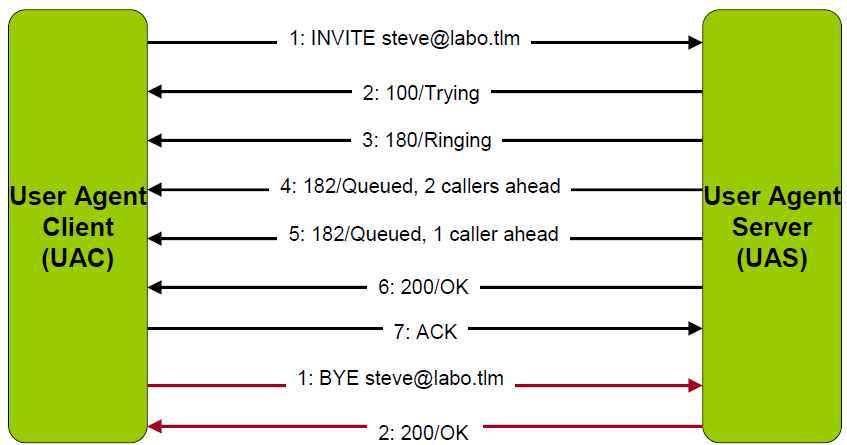 1: INVITE steve@labo.tlm
2: 100/Trying
3: 180/Ringing
4: 182/Queued, 2 callers ahead
5: 182/Queued, 1 caller ahead
6: 200/OK
7: ACK
1: BYE steve@labo.tlm
2: 200/OK
User Agent
Client
(UAC)
User Agent
Server
(UAS)